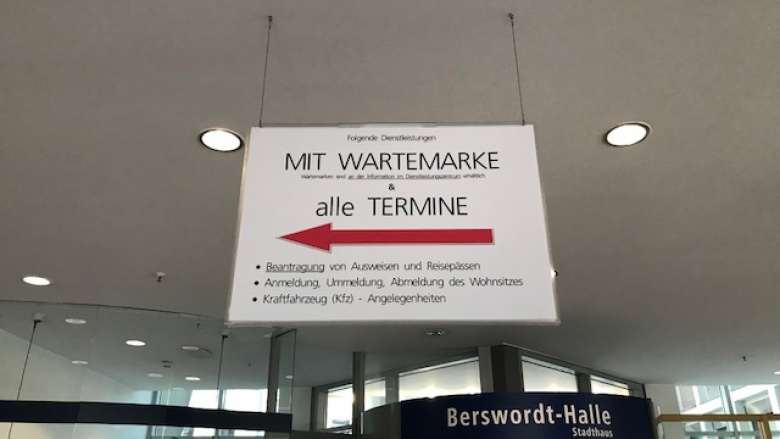 Folgende Dienstleistungen
MIT WARTEMARKE
Wartemarken sind an der Information im Dienstleistungszentrum erhältlich
&
alle TERMINE
• Beantragung von Ausweisen und Reisepässen
• Anmeldung, Ummeldung, Abmeldung des Wohnsitzes
• Kraftfahrzeug (Kfz) - Angelegenheiten
Berswordt-Halle
Stadthaus